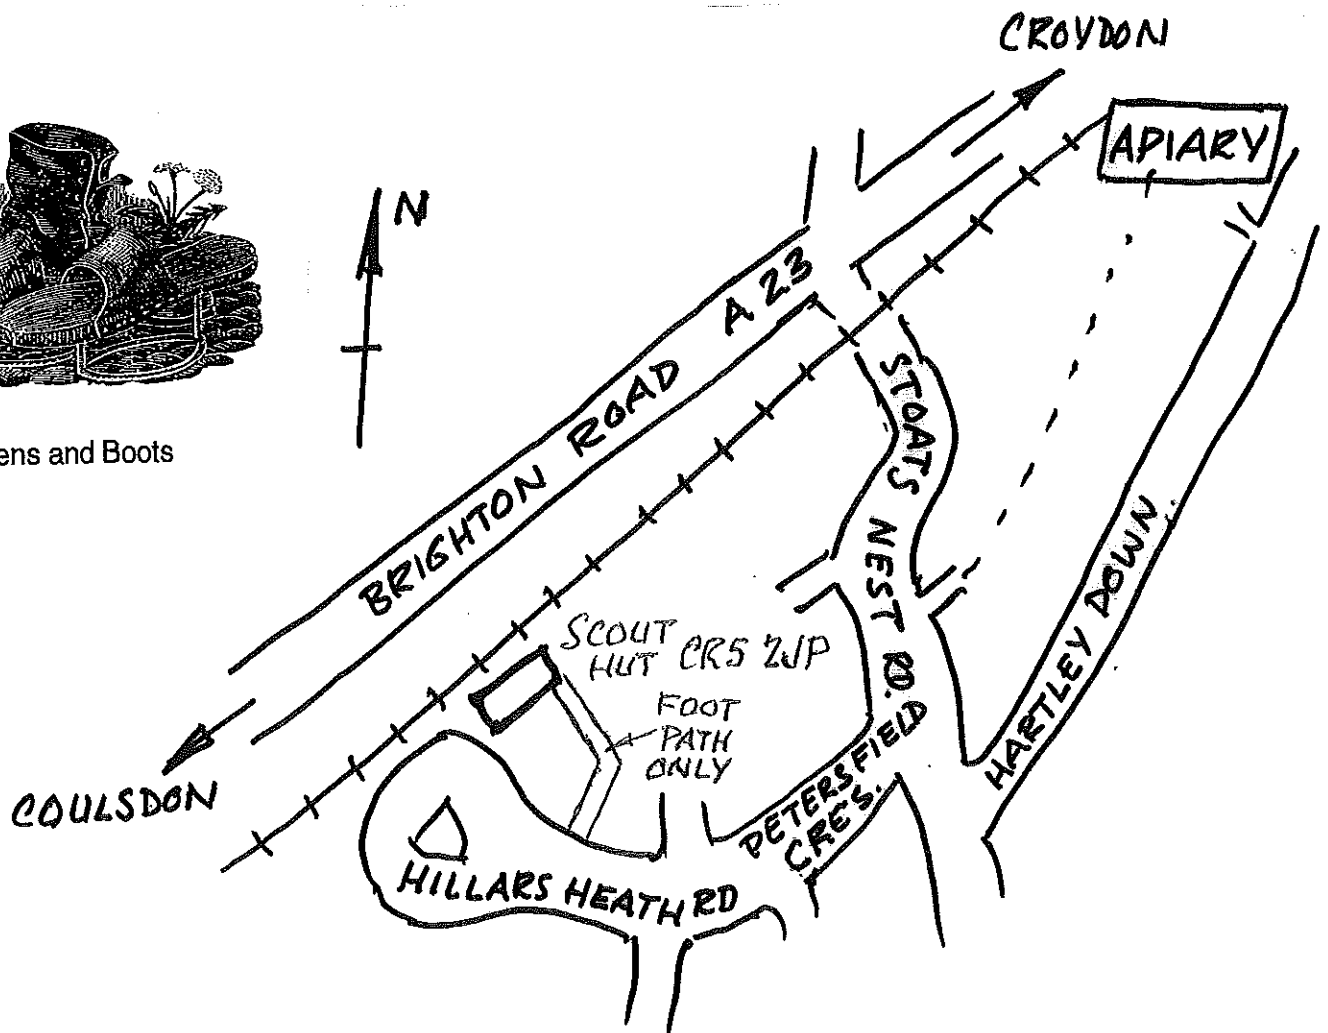 CROYDON
APIARY
N
BRIGHTON ROAD A23
STOATS NEST RD.
and Boots
SCOUT
HUT CR5 2JP
FOOT
PATH
ONLY
HARTLEY DOWN
PETERSFIELD
CRES.
COULSDON
HILLARS HEATH RD